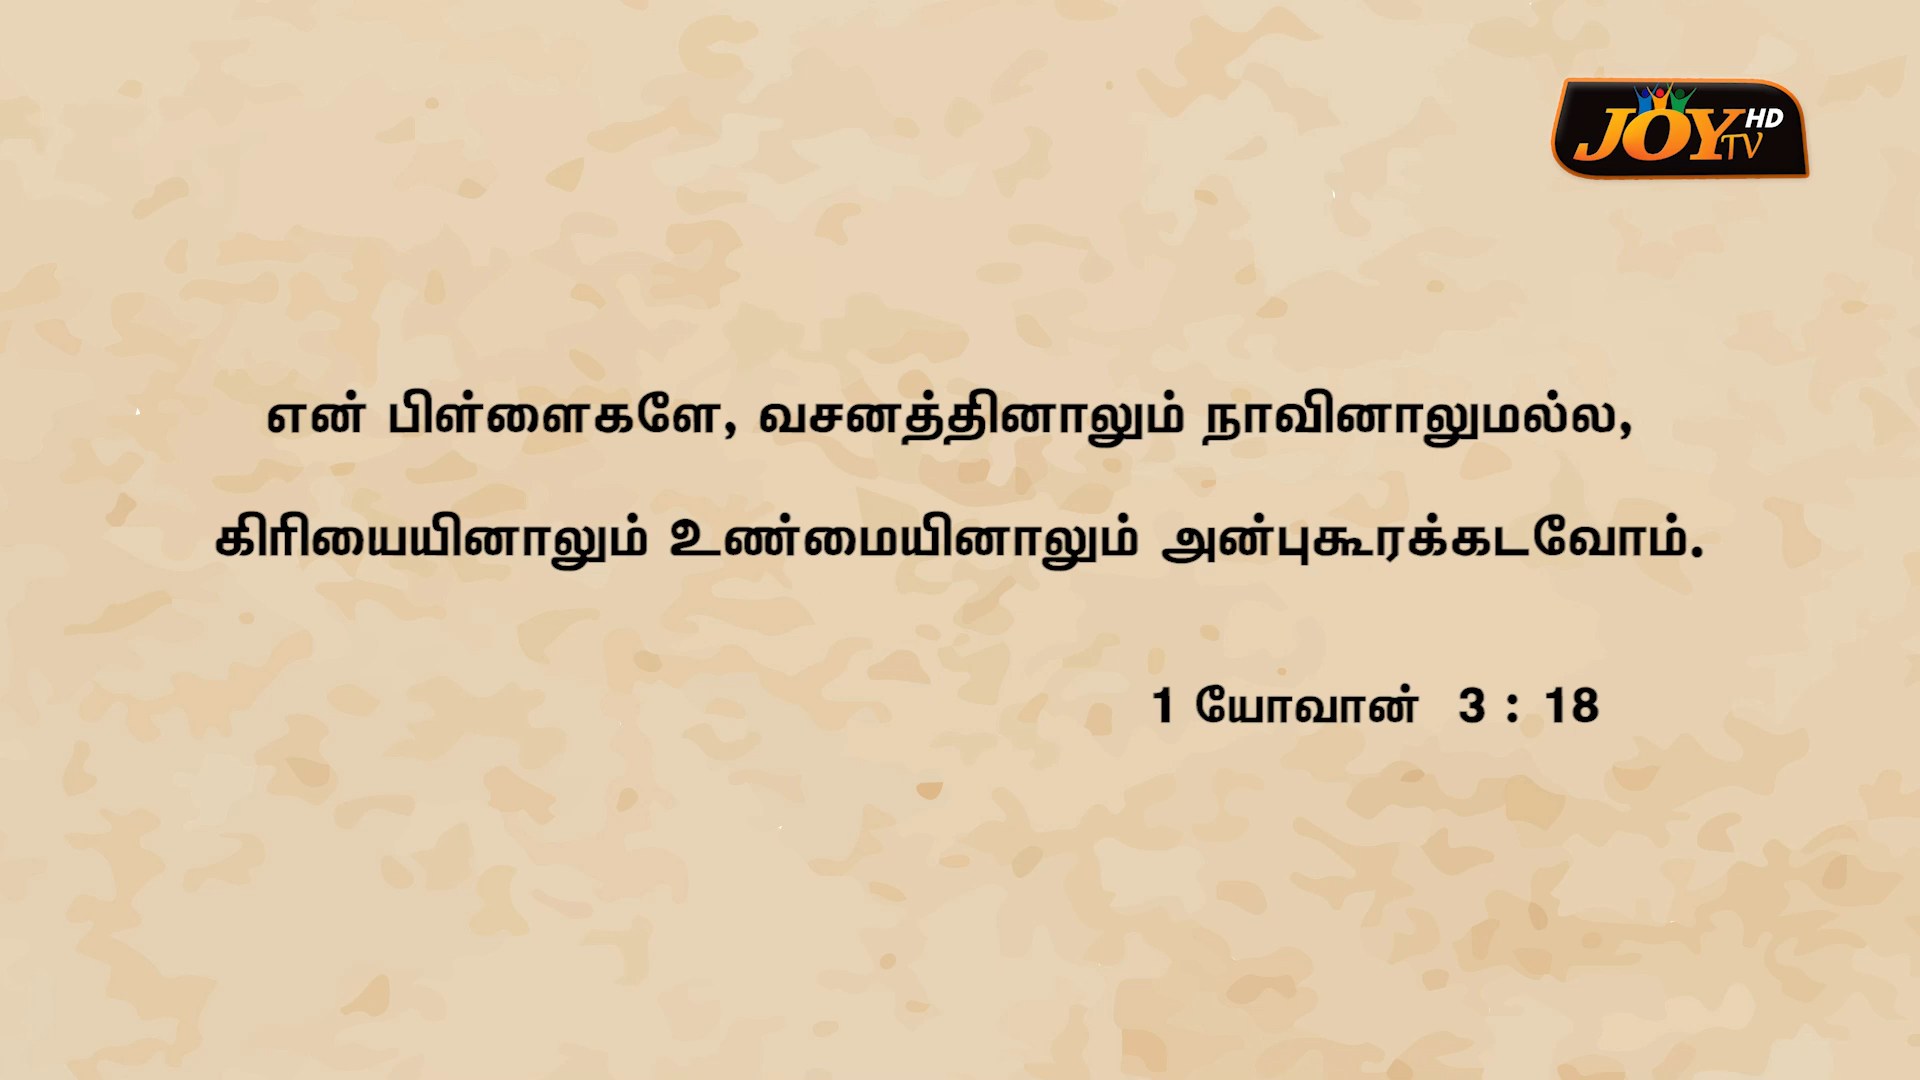 JOY TV HD
என் பிள்ளைகளே, வசனத்தினாலும் நாவினாலுமல்ல,
கிரியையினாலும் உண்மையினாலும் அன்புகூரக்கடவோம்.
1 யோவான் 3 : 18